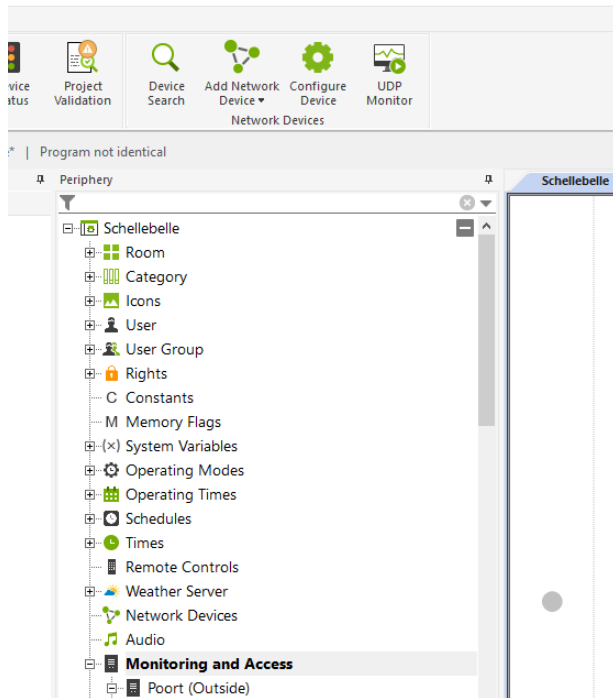 vice
atus
Project
Validation
Device
Search
Add Network
Device
Configure
Device
UDP
Monitor
Network Devices
* | Program not identical
Periphery
Schellebelle
Schellebelle
Room
Category
Icons
User
User Group
Rights
C Constants
M Memory Flags
(×) System Variables
Operating Modes
Operating Times
Schedules
Times
Remote Controls
Weather Server
Network Devices
Audio
Monitoring and Access
Poort (Outside)